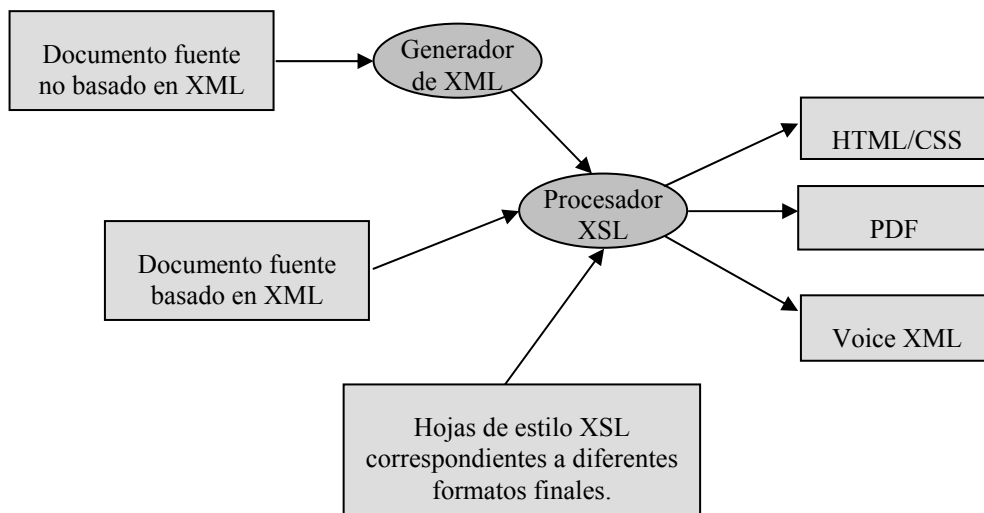 Documento fuente
no basado en XML
Generador
de XML
HTML/CSS
Procesador
XSL
PDF
Documento fuente
basado en XML
Voice XML
Hojas de estilo XSL
correspondientes a diferentes
formatos finales.